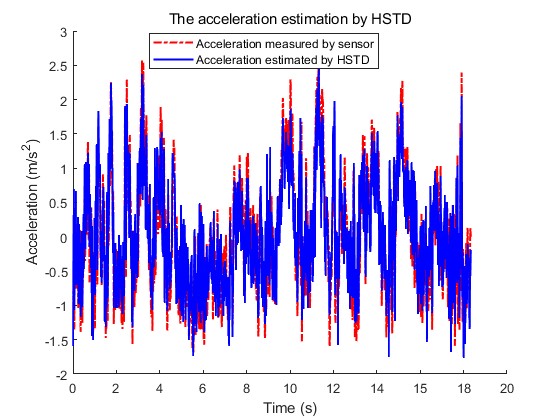 The acceleration estimation by HSTD
Acceleration measured by sensor
Acceleration estimated by HSTD
Acceleration (m/s²)
3
2.5
2
1.5
1
0.5
0
-0.5
-1
-1.5
-2
0 2 4 6 8 10 12 14 15 18 20
Time (s)